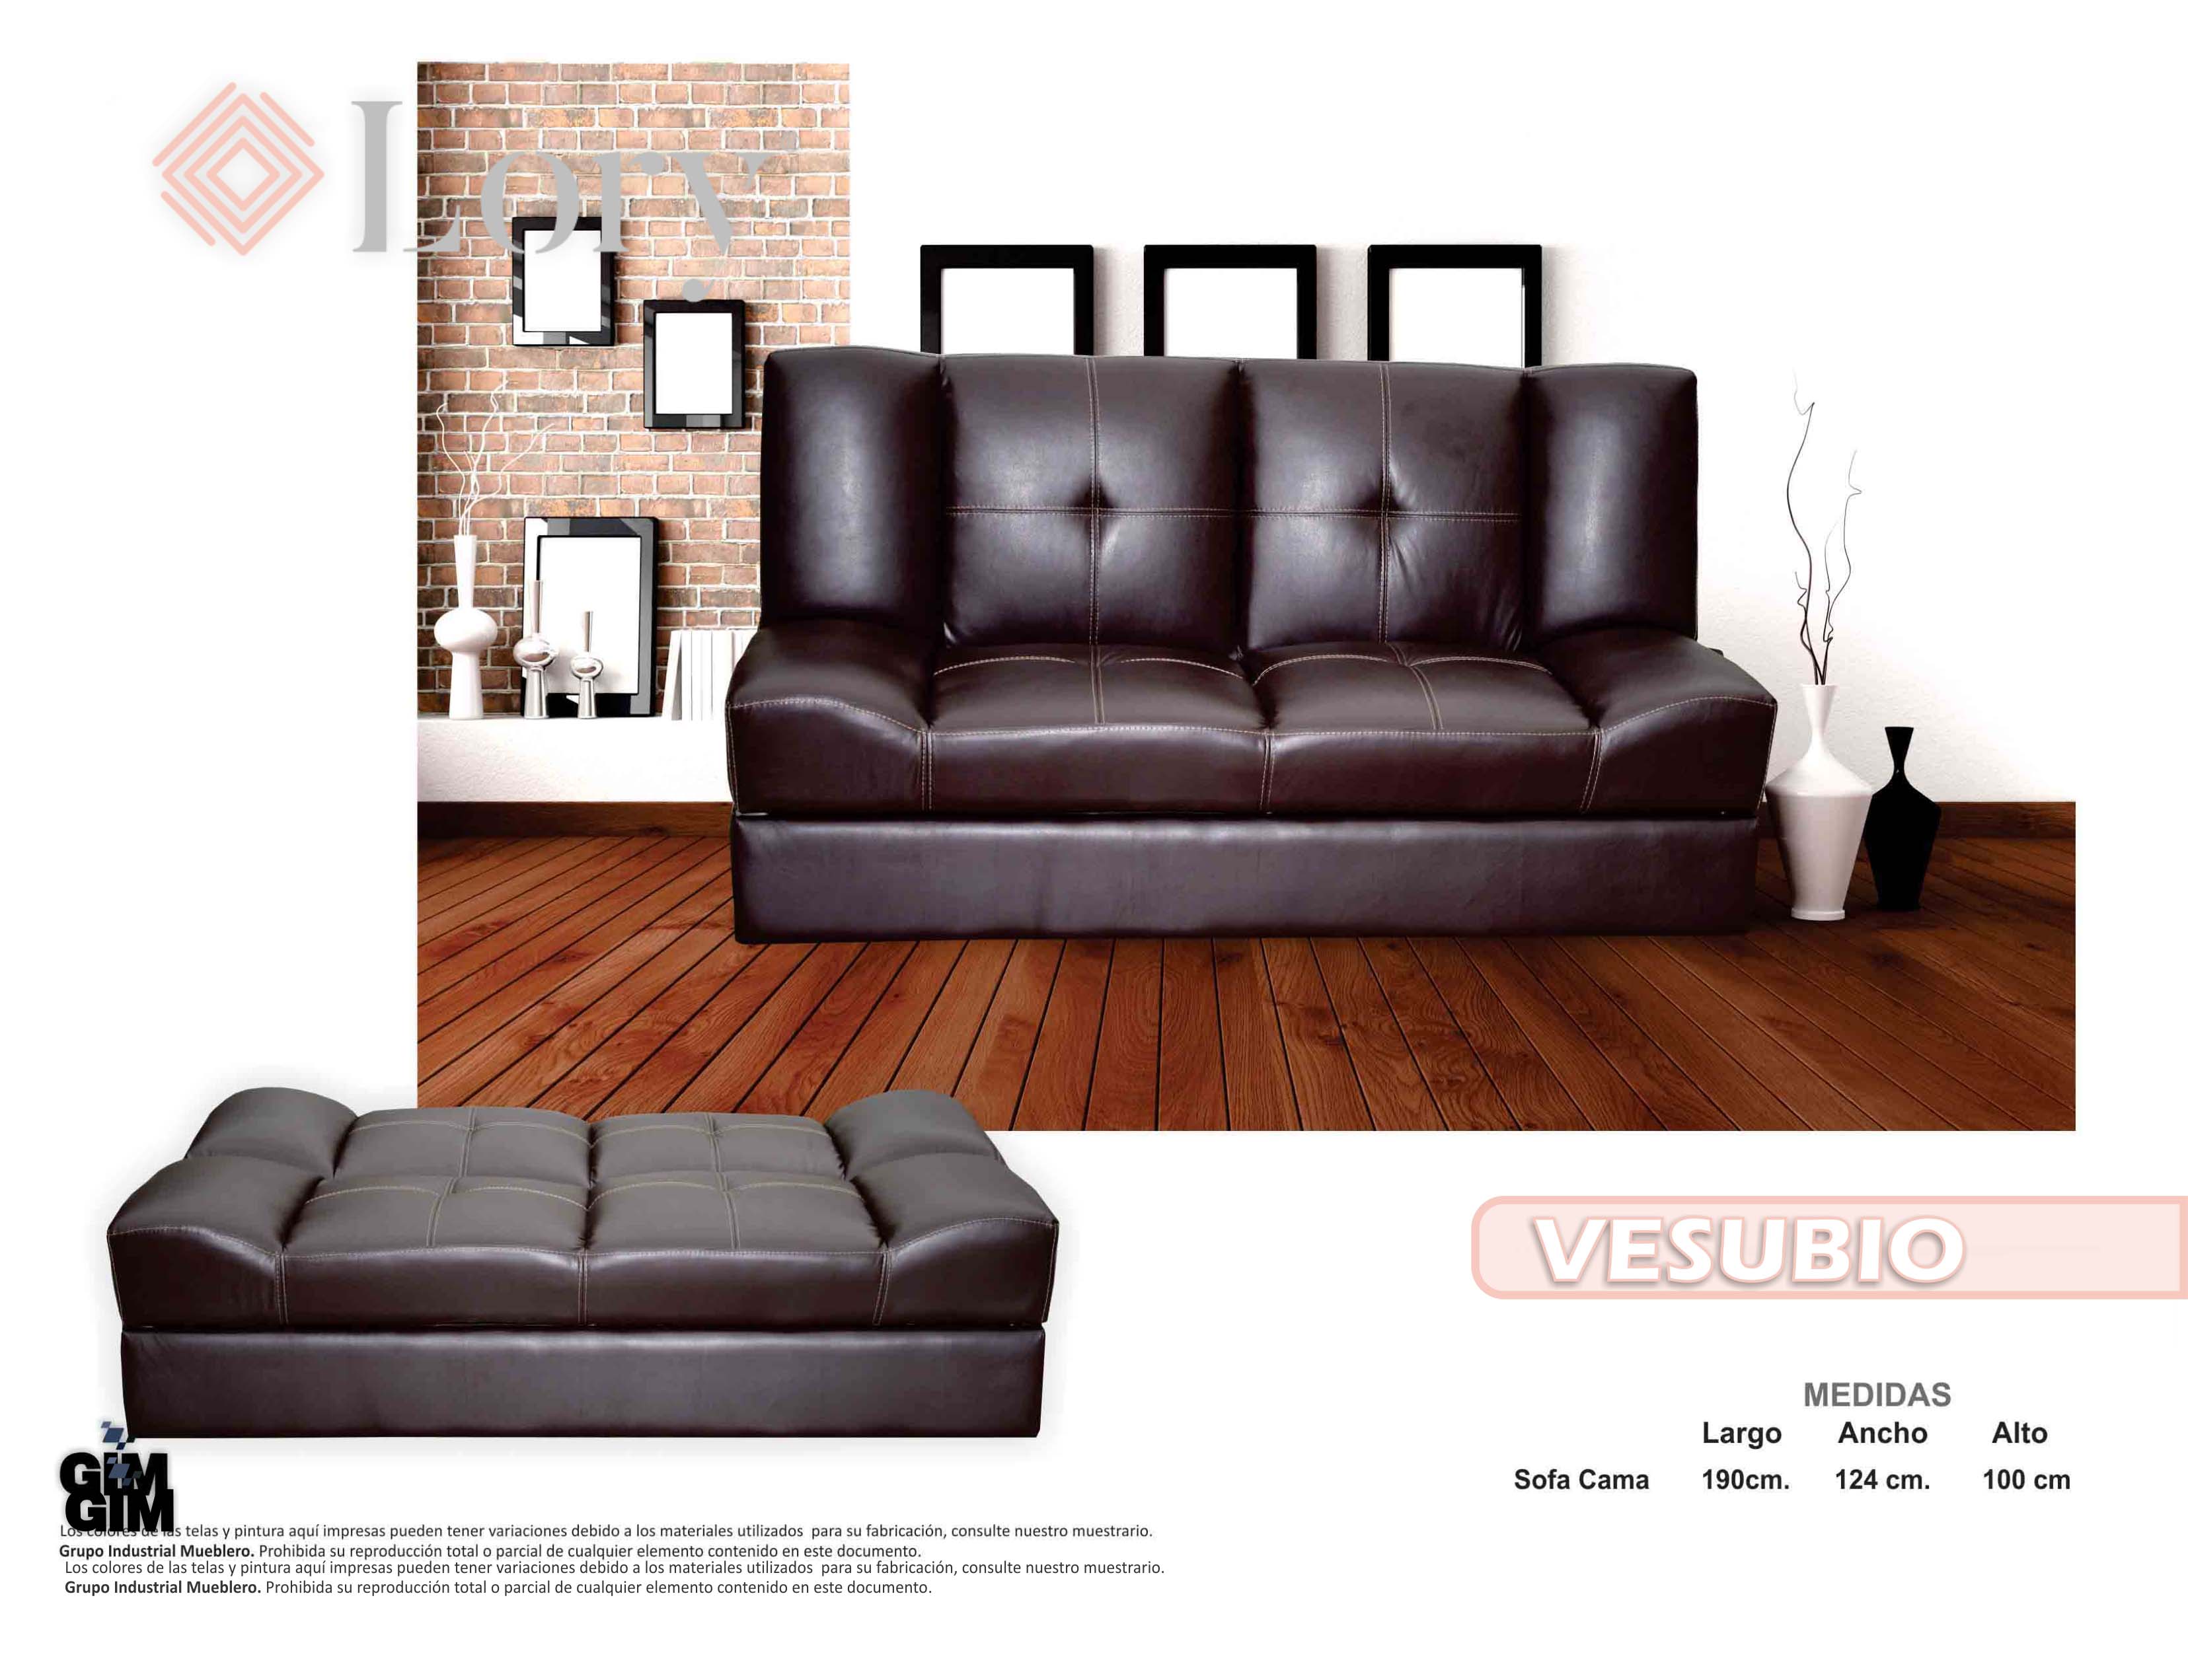 Lory
VESUBIO
MEDIDAS
Largo Ancho Alto
Sofa Cama 190cm. 124 cm. 100 cm
GIM
GIM
Los colores de las telas y pintura aquí impresas pueden tener variaciones debido a los materiales utilizados para su fabricación, consulte nuestro muestrario.
Grupo Industrial Mueblero. Prohibida su reproducción total o parcial de cualquier elemento contenido en este documento.
Los colores de las telas y pintura aquí impresas pueden tener variaciones debido a los materiales utilizados para su fabricación, consulte nuestro muestrario.
Grupo Industrial Mueblero. Prohibida su reproducción total o parcial de cualquier elemento contenido en este documento.